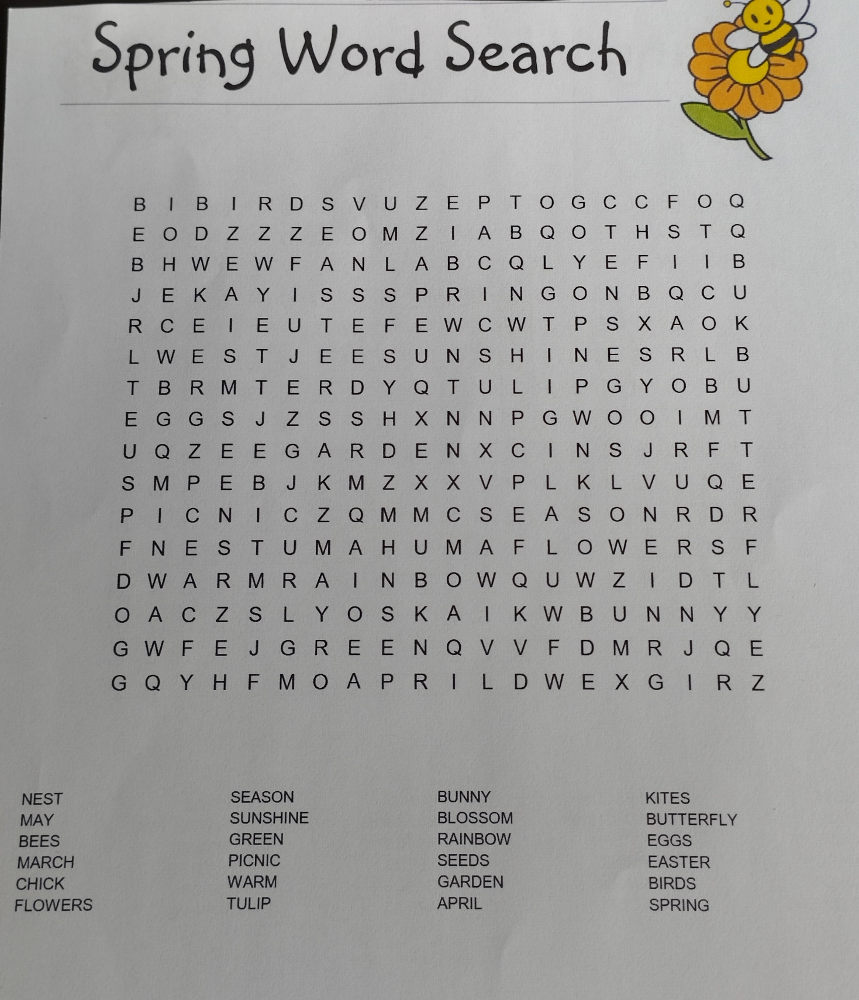 Spring Word Search
B I B I R D S V U Z E P T O G C C F O Q
E O D Z Z Z E O M Z I A B Q O T H S T Q
B H W E W F A N L A B C Q L Y E F I I B
J E K A Y I S S S P R I N G O N B Q C U
R C E I E U T E F E W C W T P S X A O K
L W E S T J E E S U N S H I N E S R L B
T B R M T E R D Y Q T U L I P G Y O B U
E G G S J Z S S H X N N P G W O O I M T
U Q Z E E G A R D E N X C I N S J R F T
S M P E B J K M Z X X V P L K L V U Q E
P I C N I C Z Q M M C S E A S O N R D R
F N E S T U M A H U M A F L O W E R S F
D W A R M R A I N B O W Q U W Z I D T L
O A C Z S L Y O S K A I K W B U N N Y Y
G W F E J G R E E N Q V V F D M R J Q E
G Q Y H F M O A P R I L D W E X G I R Z
NEST SEASON BUNNY KITES
MAY SUNSHINE BLOSSOM BUTTERFLY
BEES GREEN RAINBOW EGGS
MARCH PICNIC SEEDS EASTER
CHICK WARM GARDEN BIRDS
FLOWERS TULIP APRIL SPRING